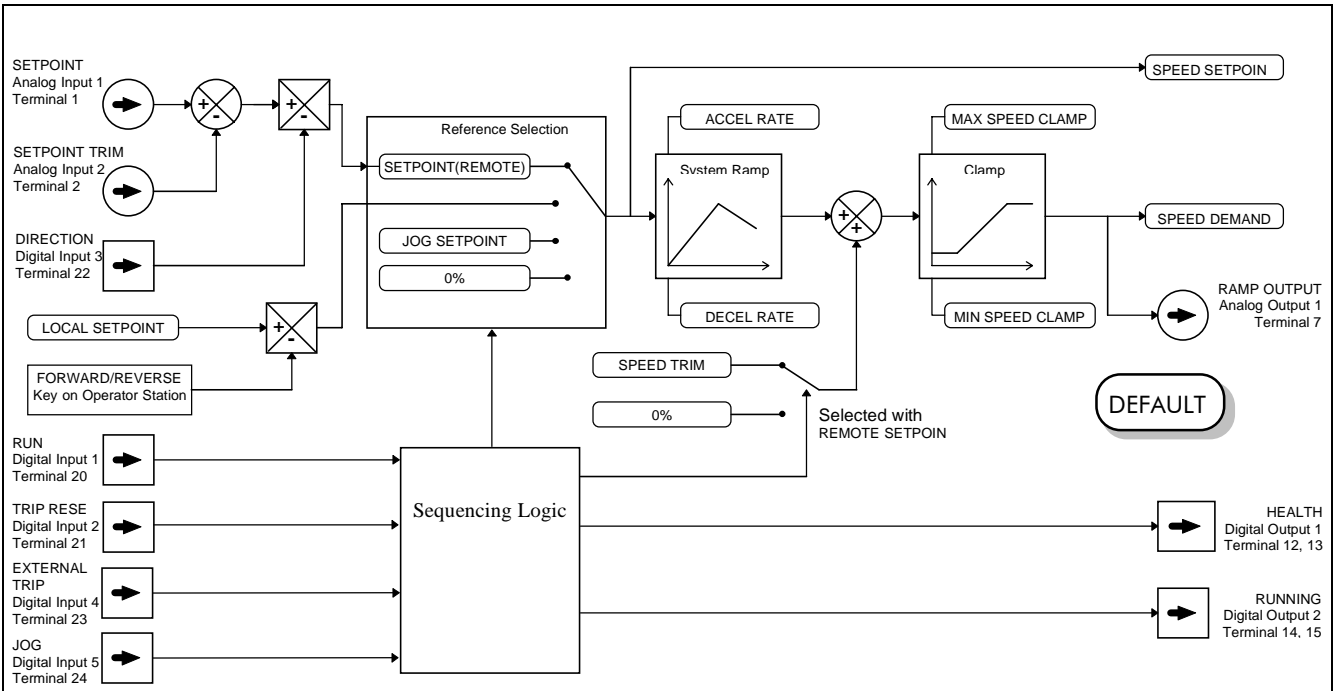 SETPOINT
Analog Input 1
Terminal 1
+
-
+
-
SPEED SETPOIN
SETPOINT TRIM
Analog Input 2
Terminal 2
DIRECTION
Digital Input 3
Terminal 22
Reference Selection
SETPOINT(REMOTE)
JOG SETPOINT
0%
LOCAL SETPOINT
+
-
FORWARD/REVERSE
Key on Operator Station
ACCEL RATE
System Ramp
DECEL RATE
+
+
MAX SPEED CLAMP
Clamp
MIN SPEED CLAMP
SPEED DEMAND
RAMP OUTPUT
Analog Output 1
Terminal 7
SPEED TRIM
0%
Selected with
REMOTE SETPOIN
DEFAULT
RUN
Digital Input 1
Terminal 20
TRIP RESE
Digital Input 2
Terminal 21
EXTERNAL
TRIP
Digital Input 4
Terminal 23
JOG
Digital Input 5
Terminal 24
Sequencing Logic
HEALTH
Digital Output 1
Terminal 12, 13
RUNNING
Digital Output 2
Terminal 14, 15